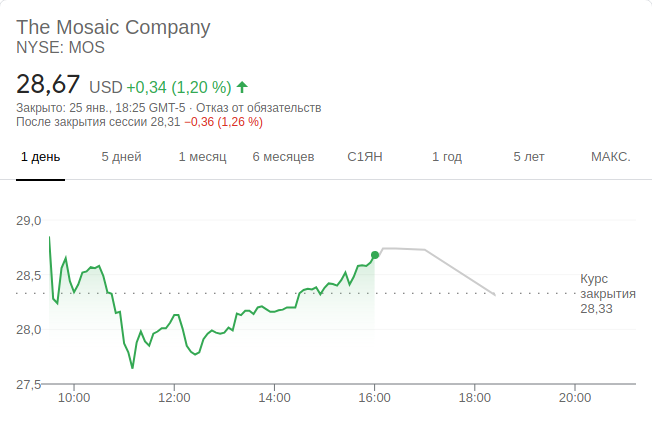 The Mosaic Company
NYSE: MOS
28,67 USD +0,34 (1,20 %)
Закрыто: 25 янв., 18:25 GMT-5 · Отказ от обязательств
После закрытия сессии 28,31 −0,36 (1,26 %)
1 день 5 дней 1 месяц 6 месяцев С1ЯН 1 год 5 лет МАКС.
29,0
28,5
28,0
27,5
Курс
закрытия
28,33
10:00 12:00 14:00 16:00 18:00 20:00